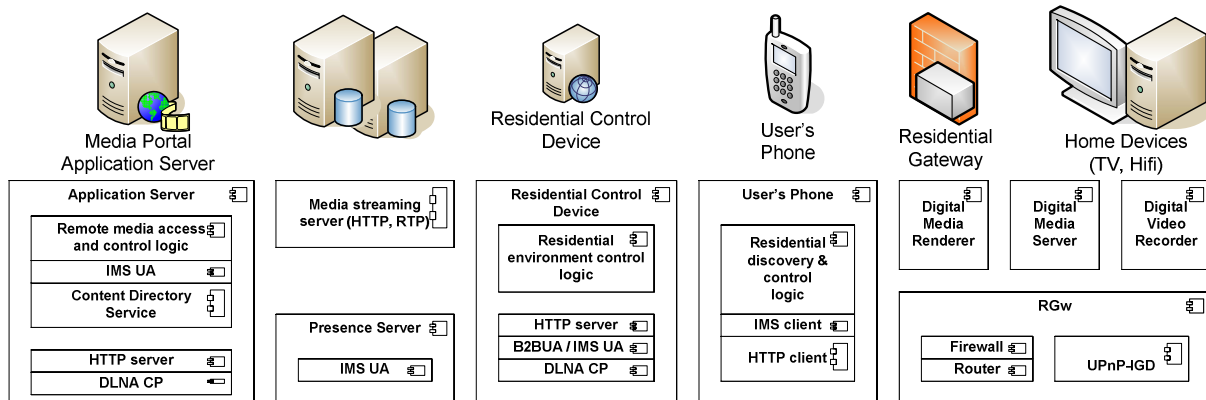 Media Portal
Application Server
Residential Control
Device
User's
Phone
Residential
Gateway
Home Devices
(TV, Hifi)
Application Server
Remote media access
and control logic
IMS UA
Content Directory
Service
HTTP server
DLNA CP
Media streaming
server (HTTP, RTP)
Presence Server
IMS UA
Residential Control
Device
Residential
environment control
logic
HTTP server
B2BUA / IMS UA
DLNA CP
User's Phone
Residential
discovery &
control
logic
IMS client
HTTP client
Digital
Media
Renderer
Digital
Media
Server
Digital
Video
Recorder
RGw
Firewall
Router
UPnP-IGD